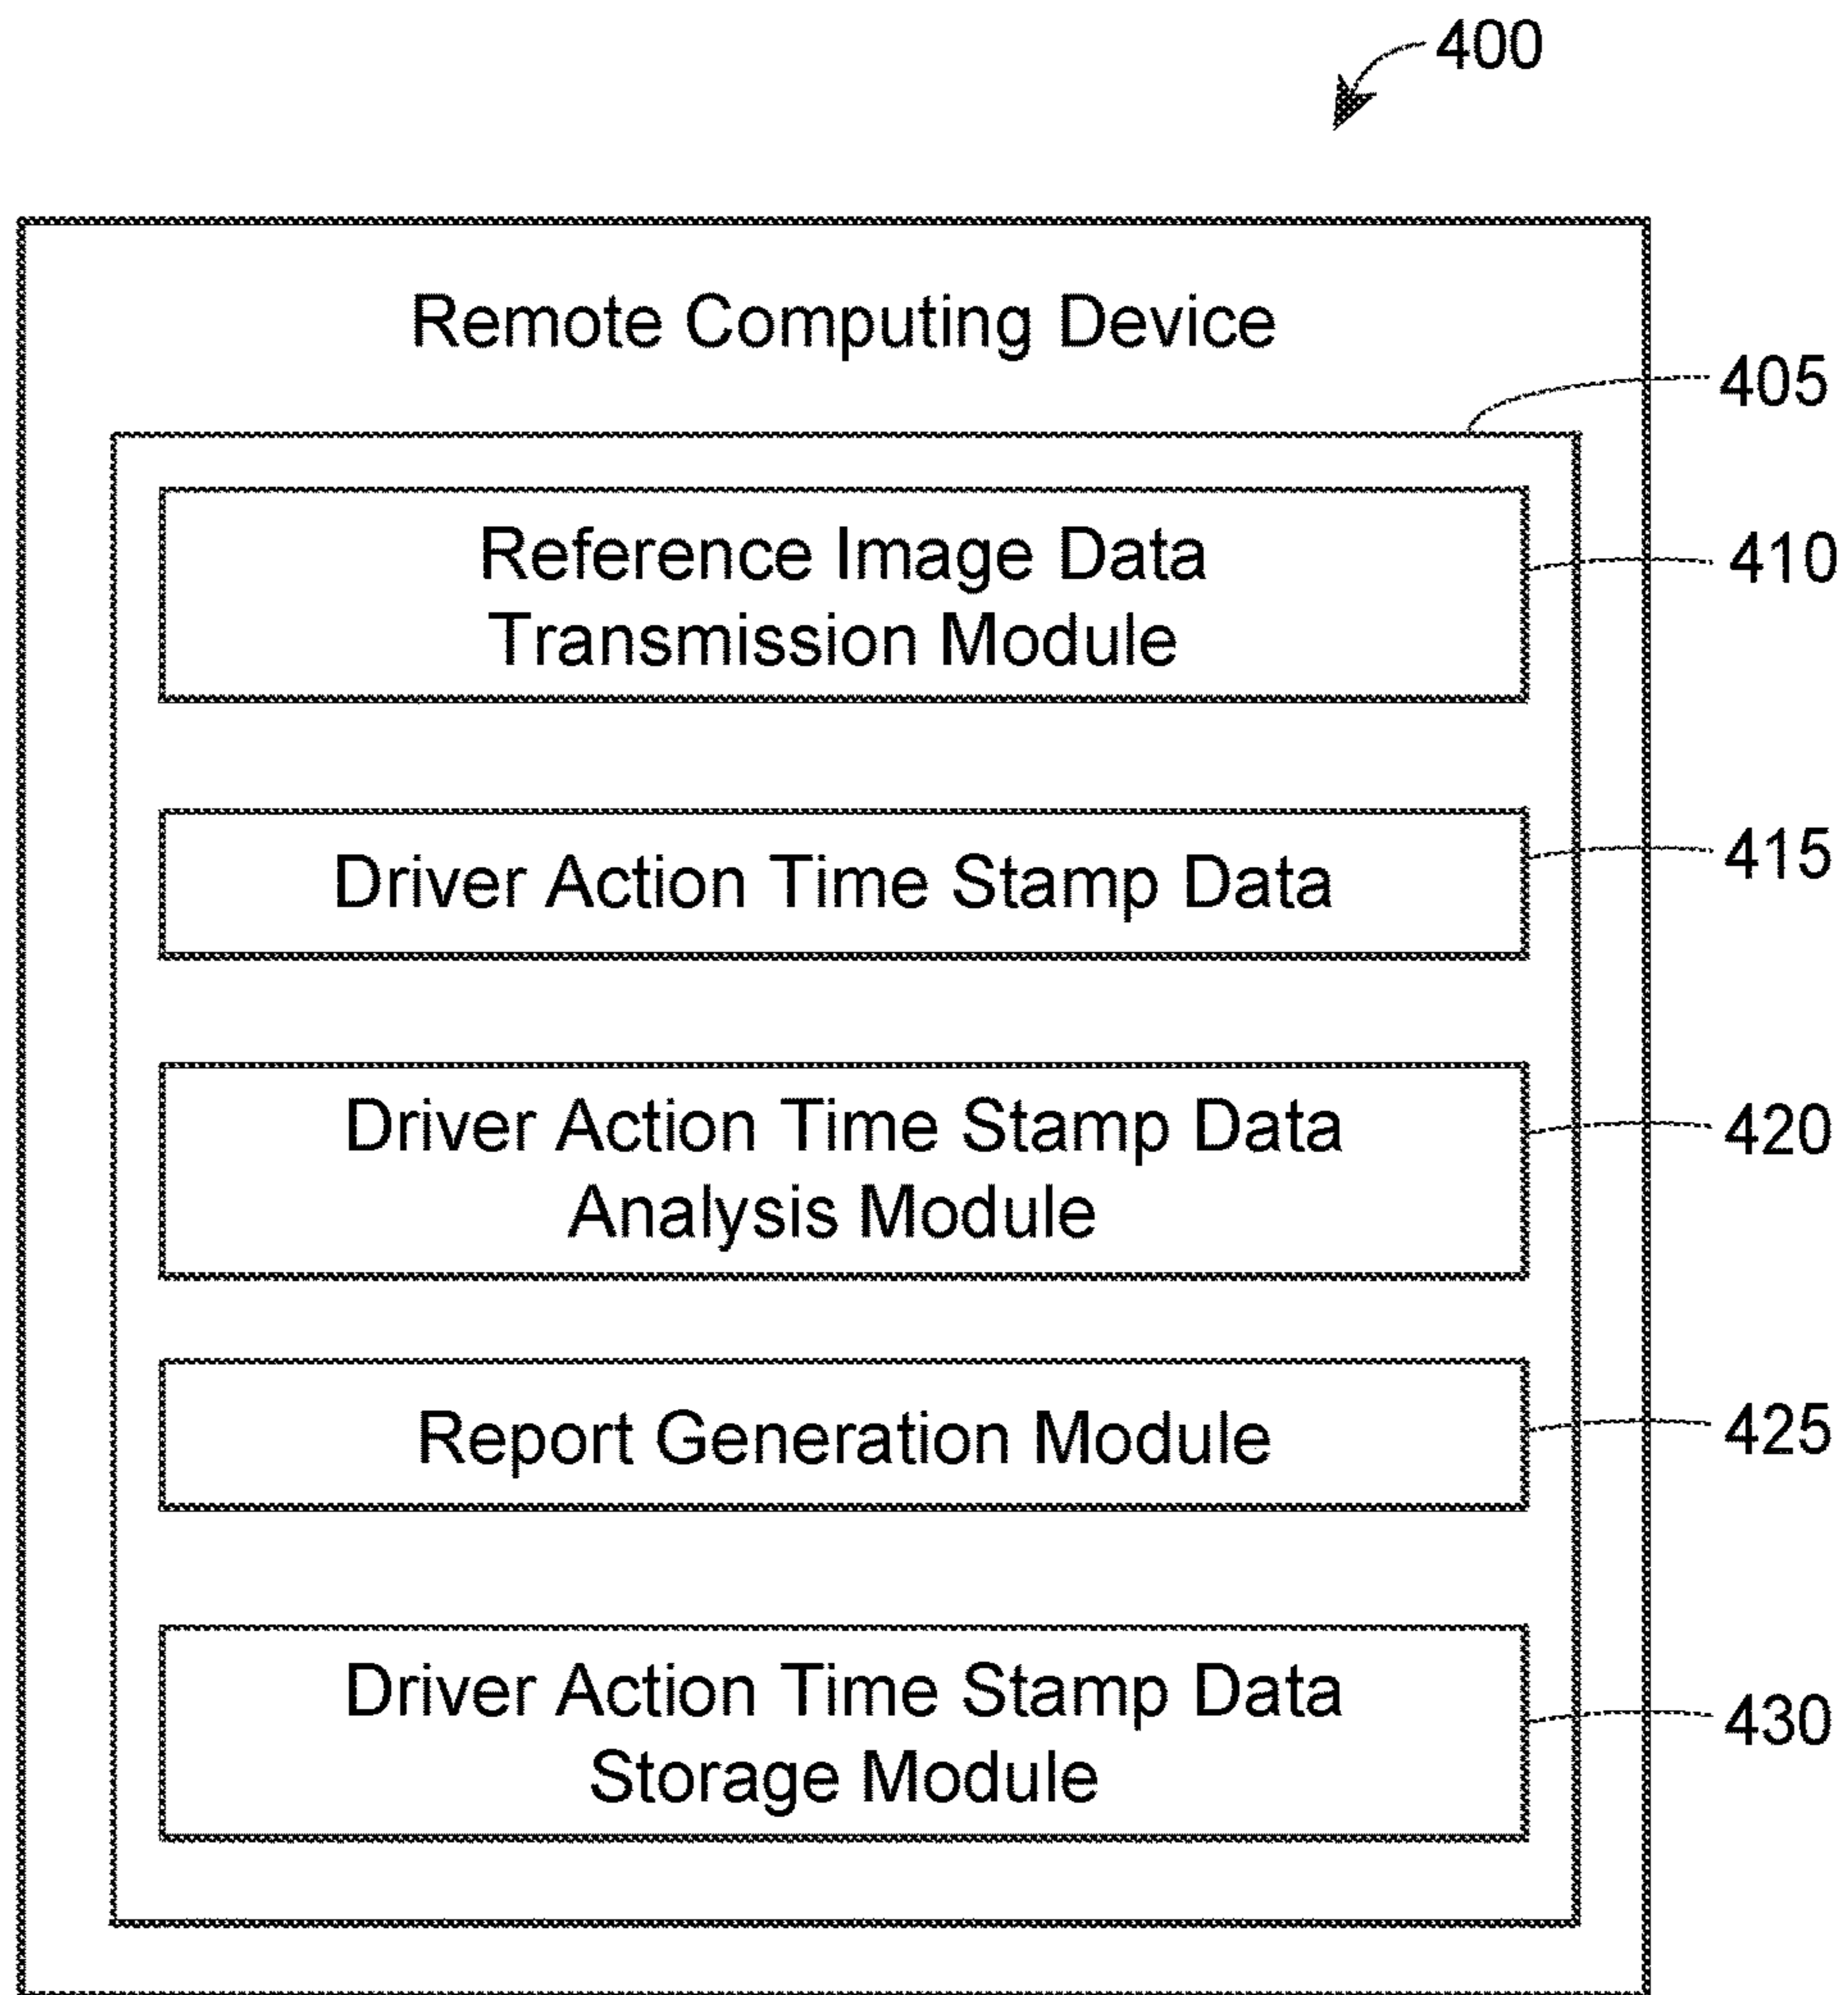 400
Remote Computing Device
405
Reference Image Data
Transmission Module
410
Driver Action Time Stamp Data
415
Driver Action Time Stamp Data
Analysis Module
420
Report Generation Module
425
Driver Action Time Stamp Data
Storage Module
430